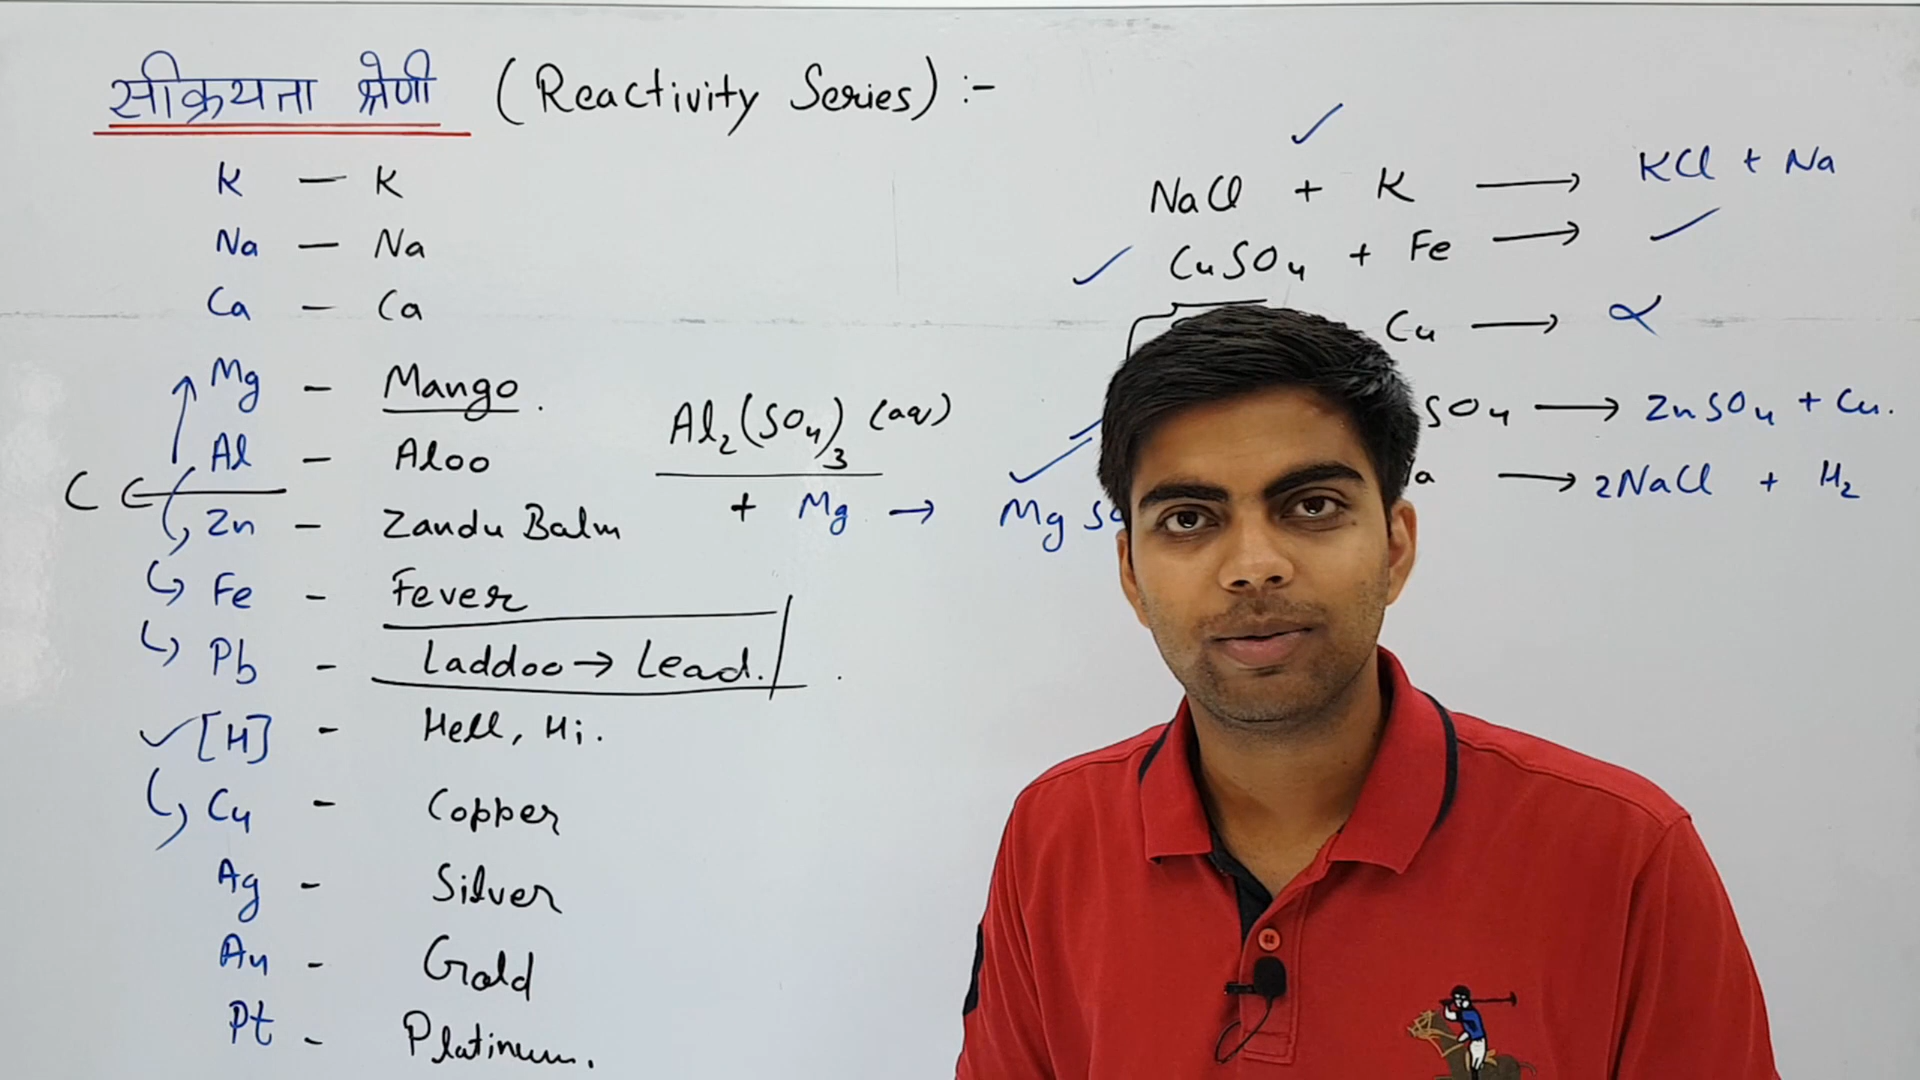 सक्रियता श्रेणी (Reactivity Series) :-
K — K
Na — Na
Ca — Ca
Mg — Mango.
Al — Aloo
C
Zn — Zandu Balm
Fe - Fever
Pb - Laddoo → Lead.
[H] - Hell, Hi.
Cu - Copper
Ag - Silver
Au - Gold
Pt - Platinum.
Al₂(SO₄)₃ (aq)
+ Mg → Mg
NaCl + K → KCl + Na
CuSO₄ + Fe →
Cu →
SO₄ → ZnSO₄ + Cu.
→ 2NaCl + H₂